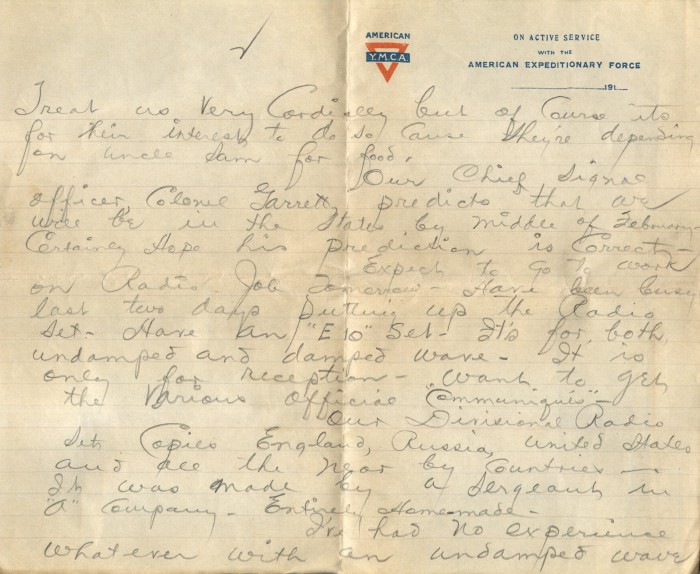 AMERICAN
Y.M.C.A.
ON ACTIVE SERVICE
WITH THE
AMERICAN EXPEDITIONARY FORCE
191
Treat us Very Cordially but of Course its
for their interest to do so cause they're depending
on uncle Sam for food.
Our Chief Signal
officer, Colonel Garrett, predicts that we
will be in the States by middle of February-
Certainly Hope his prediction is Correct-
Expect to go to work
on Radio Job tomorrow - Have been busy
last two days putting up the Radio
Set - Have an "E 10" Set - It's for both
undamped and damped wave - It is
only for reception - Want to get
the Various Official "Communiqués" -
Our Divisional Radio
Set Copies England, Russia, United States
and all the near by Countries -
It was made by a Sergeant in
"A" Company - Entirely Home-made -
I've had no experience
whatever with an undamped wave